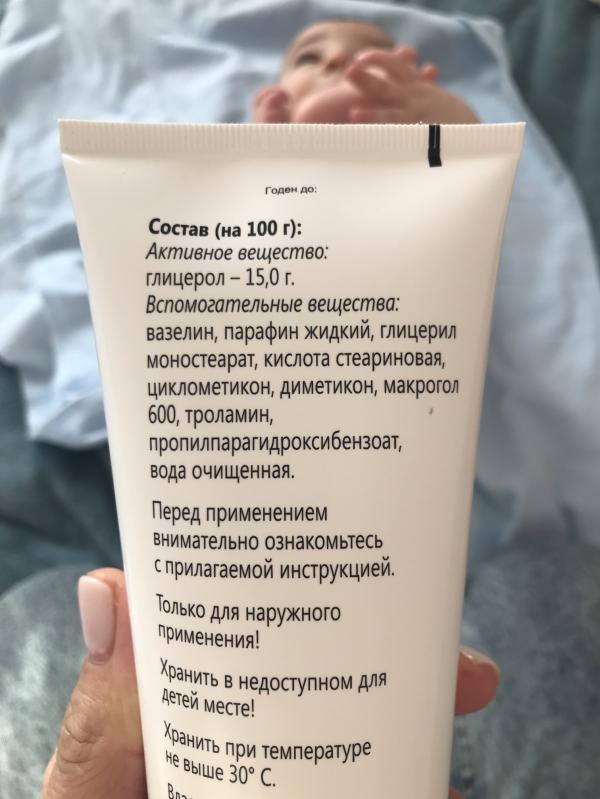 Годен до:
Состав (на 100 г):
Активное вещество:
глицерол – 15,0 г.
Вспомогательные вещества:
вазелин, парафин жидкий, глицерил
моностеарат, кислота стеариновая,
циклометикон, диметикон, макрогол
600, троламин,
пропилпарагидроксибензоат,
вода очищенная.
Перед применением
внимательно ознакомьтесь
с прилагаемой инструкцией.
Только для наружного
применения!
Хранить в недоступном для
детей месте!
Хранить при температуре
не выше 30° С.